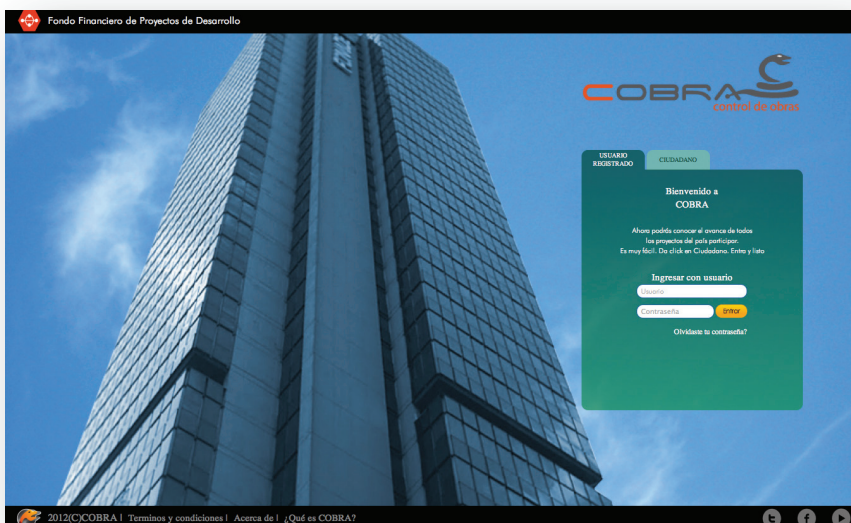 Fondo Financiero de Proyectos de Desarrollo
COBRA
control de obras
USUARIO
REGISTRADO
CIUDADANO
Bienvenido a
COBRA
Ahora podrás conocer el avance de todos
los proyectos del país participar.
Es muy fácil. Da click en Ciudadano. Entra y listo
Ingresar con usuario
Usuario
Contraseña
Entrar
Olvidaste tu contraseña?
2012(C)COBRA | Terminos y condiciones | Acerca de | ¿Qué es COBRA?